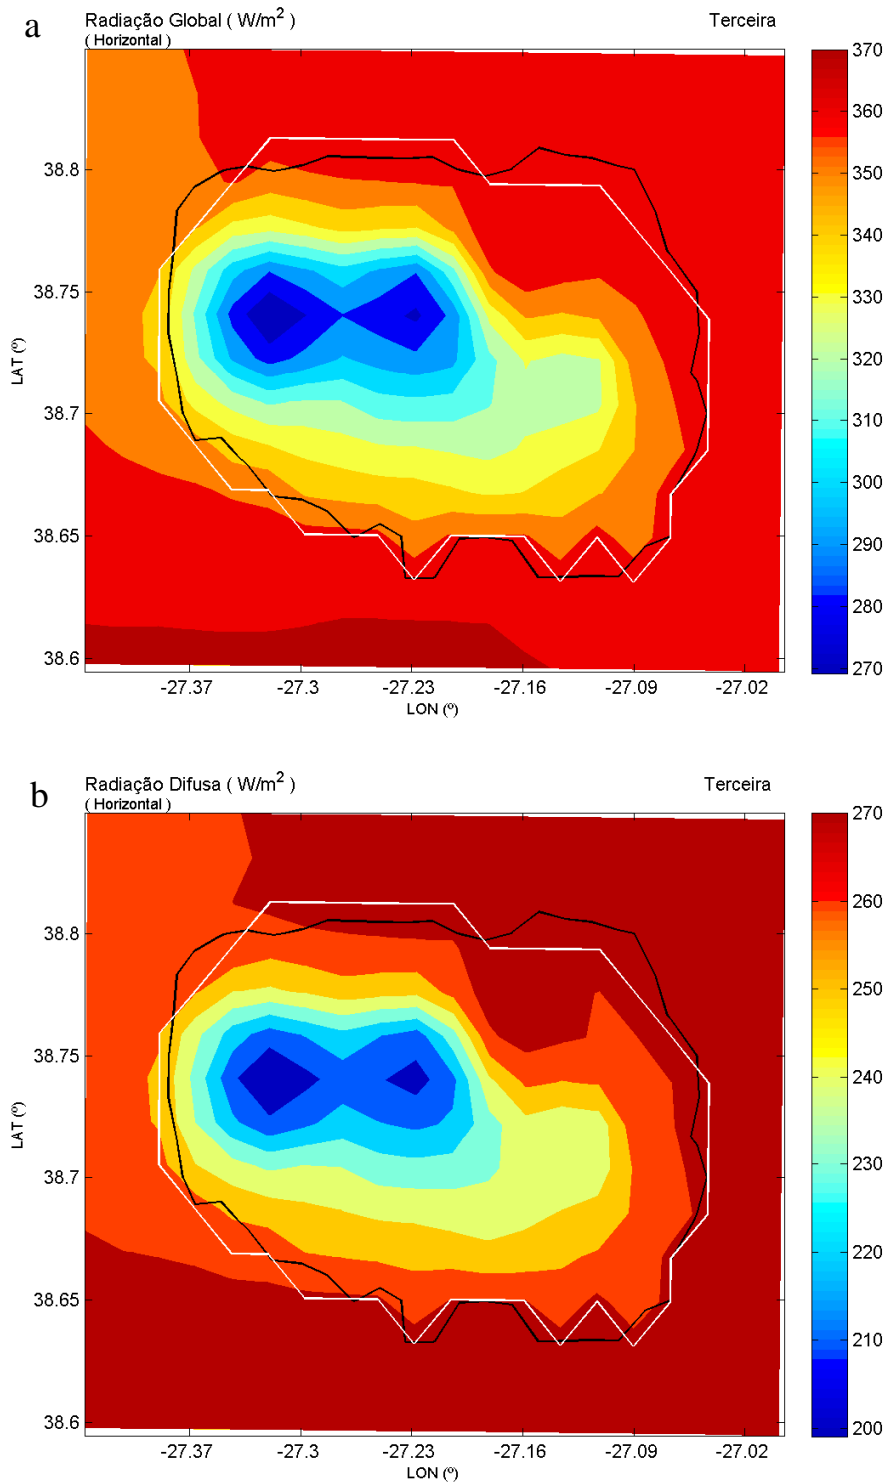 a
Radiação Global ( W/m²)
( Horizontal )
Terceira
38.8
38.75
38.7
38.65
38.6
LAT (º)
-27.37 -27.3 -27.23 -27.16 -27.09 -27.02
LON (º)
370
360
350
340
330
320
310
300
290
280
270
b
Radiação Difusa ( W/m²)
( Horizontal )
Terceira
38.8
38.75
38.7
38.65
38.6
LAT (º)
-27.37 -27.3 -27.23 -27.16 -27.09 -27.02
LON (º)
270
260
250
240
230
220
210
200